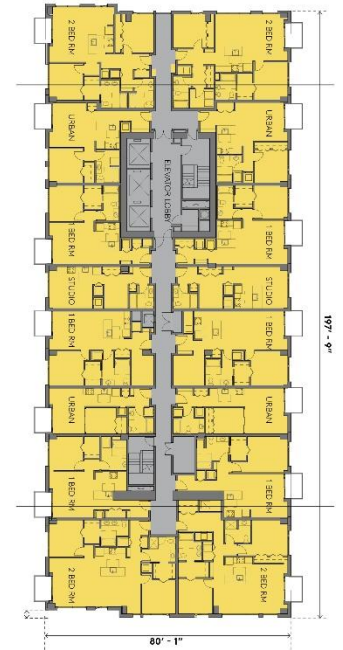 2 BED RM
2 BED RM
URBAN
URBAN
ELEVATOR LOBBY
1 BED RM
1 BED RM
STUDIO
STUDIO
1 BED RM
1 BED RM
197' - 9"
URBAN
URBAN
1 BED RM
1 BED RM
2 BED RM
2 BED RM
80' - 1"